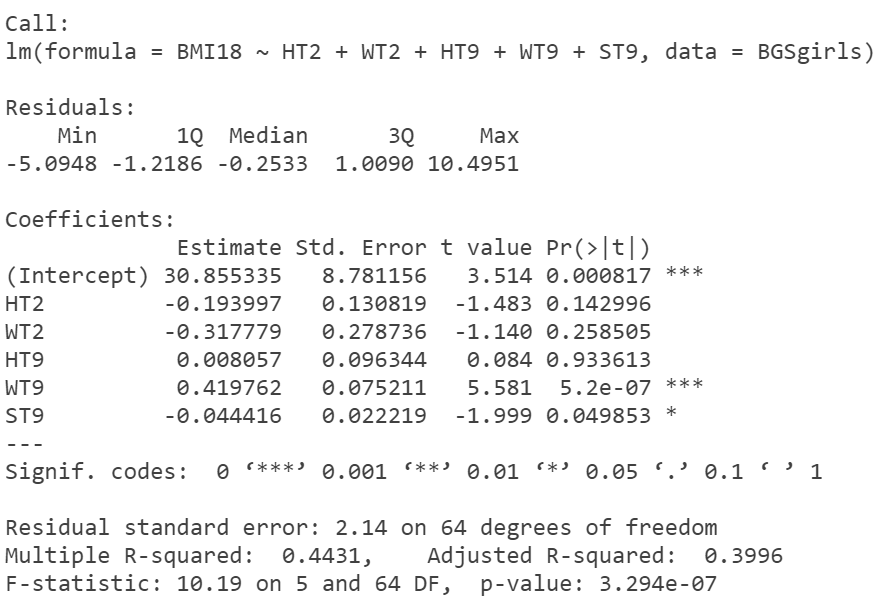 Call:
lm(formula = BMI18 ~ HT2 + WT2 + HT9 + WT9 + ST9, data = BGSgirls)

Residuals:
    Min      1Q  Median      3Q     Max
-5.0948 -1.2186 -0.2533  1.0090 10.4951

Coefficients:
             Estimate Std. Error t value Pr(>|t|)
(Intercept) 30.855335   8.781156   3.514 0.000817 ***
HT2         -0.193997   0.130819  -1.483 0.142996
WT2         -0.317779   0.278736  -1.140 0.258505
HT9          0.008057   0.096344   0.084 0.933613
WT9          0.419762   0.075211   5.581  5.2e-07 ***
ST9         -0.044416   0.022219  -1.999 0.049853 *
---
Signif. codes:  0 ‘***’ 0.001 ‘**’ 0.01 ‘*’ 0.05 ‘.’ 0.1 ‘ ’ 1

Residual standard error: 2.14 on 64 degrees of freedom
Multiple R-squared:  0.4431,    Adjusted R-squared:  0.3996
F-statistic: 10.19 on 5 and 64 DF,  p-value: 3.294e-07